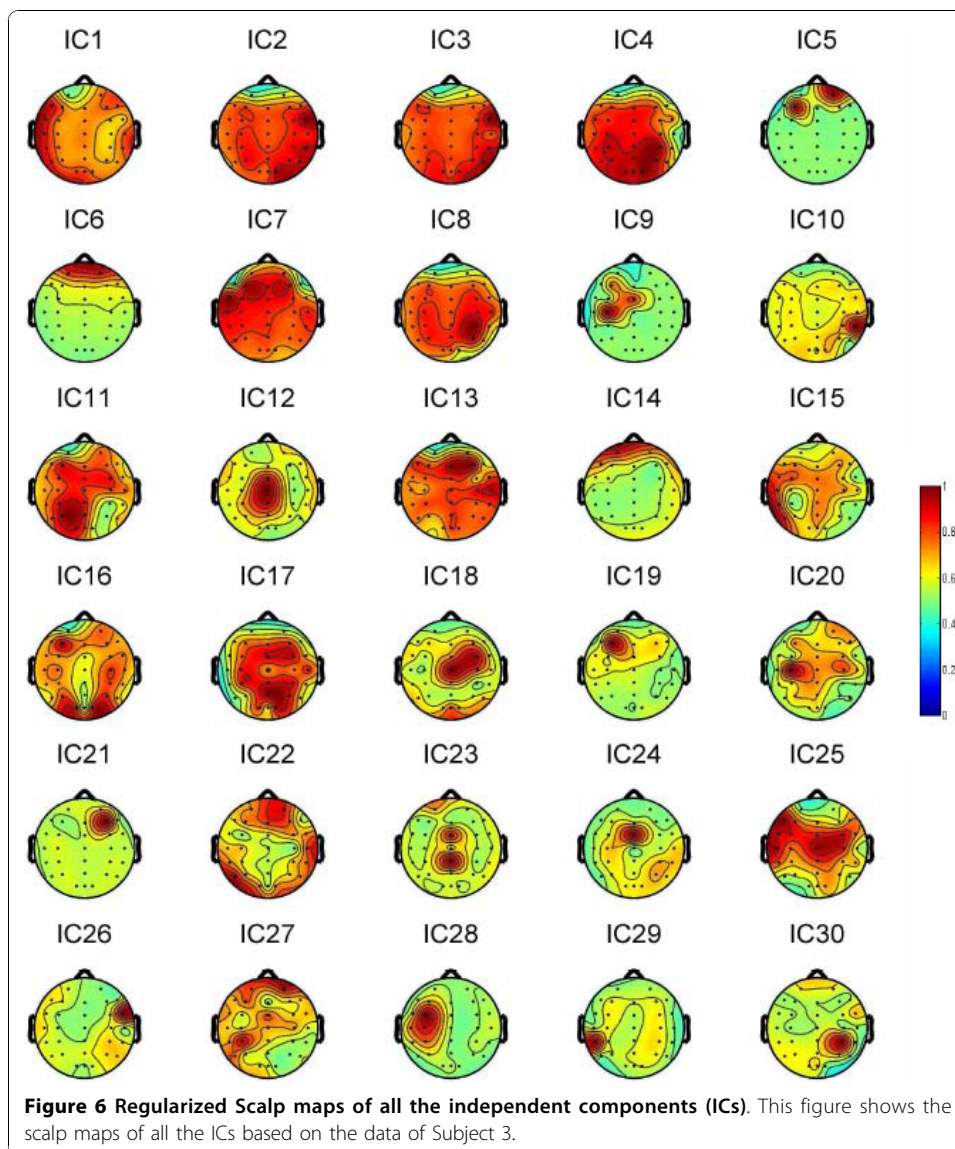 IC1 IC2 IC3 IC4 IC5
IC6 IC7 IC8 IC9 IC10
IC11 IC12 IC13 IC14 IC15
1
0.8
0.6
0.4
0.2
0
IC16 IC17 IC18 IC19 IC20
IC21 IC22 IC23 IC24 IC25
IC26 IC27 IC28 IC29 IC30
Figure 6 Regularized Scalp maps of all the independent components (ICs). This figure shows the
scalp maps of all the ICs based on the data of Subject 3.